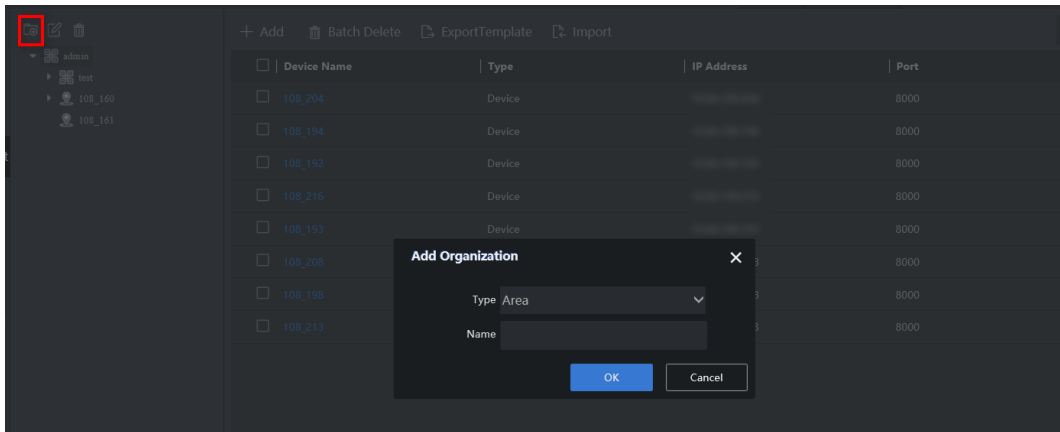 + Add Batch Delete ExportTemplate Import
admin
test
108_160
108_161
Device Name Type IP Address Port
108_204 Device 8000
108_194 Device 8000
108_192 Device 8000
108_216 Device 8000
108_193 Device 8000
108_208 8000
108_198 8000
108_213 8000
Add Organization
Type Area
Name
OK Cancel